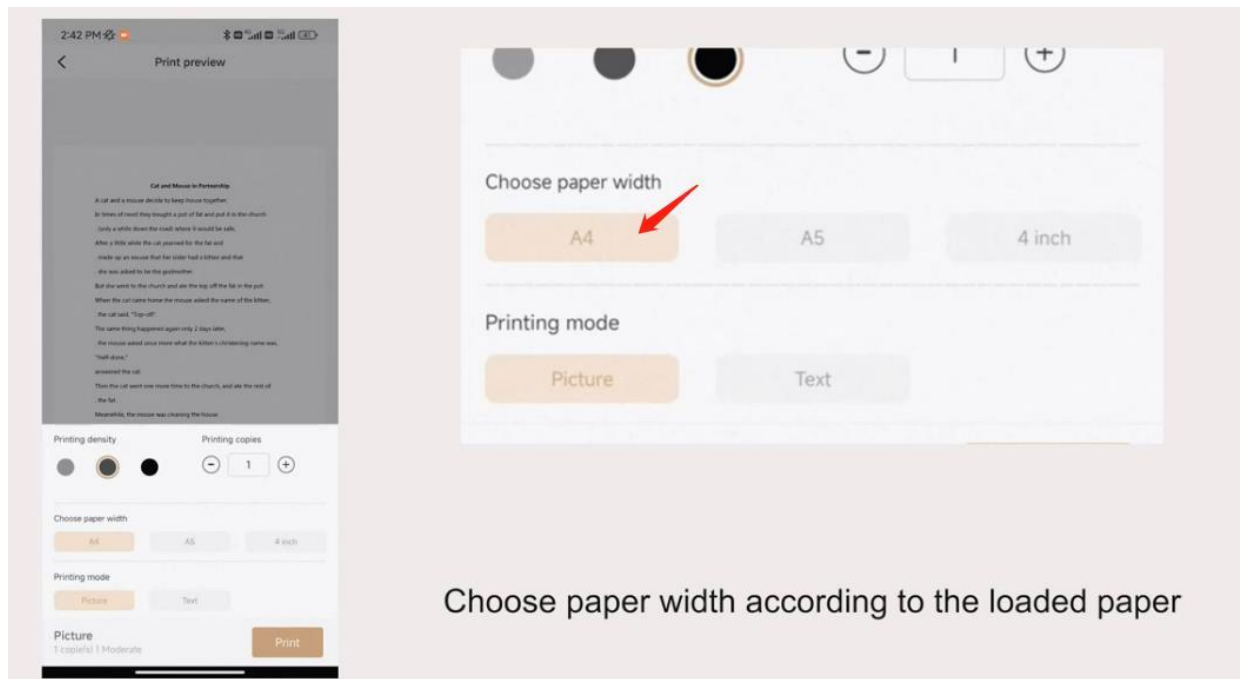 2:42 PM
Print preview
Cat and Mouse in Partnership
A cat and a mouse decide to keep house together.
In times of need they bought a pot of fat and put it in the church
(only a while down the road) where it would be safe.
After a little while the cat yearned for the fat and
made up an excuse that her sister had a kitten and that
she was asked to be the godmother.
But she went to the church and ate the top off the fat in the pot.
When the cat came home the mouse asked the name of the kitten,
the cat said, "Top-off".
The same thing happened again only 2 days later,
the mouse asked once more what the kitten's christening name was.
"Half-done,"
answered the cat.
Then the cat went one more time to the church, and ate the rest of
the fat.
Meanwhile, the mouse was cleaning the house
Printing density Printing copies
1
Choose paper width
A4 A5 4 inch
Printing mode
Picture Text
Picture
1 copie(s) | Moderate
Print
1
Choose paper width
A4 A5 4 inch
Printing mode
Picture Text
Choose paper width according to the loaded paper